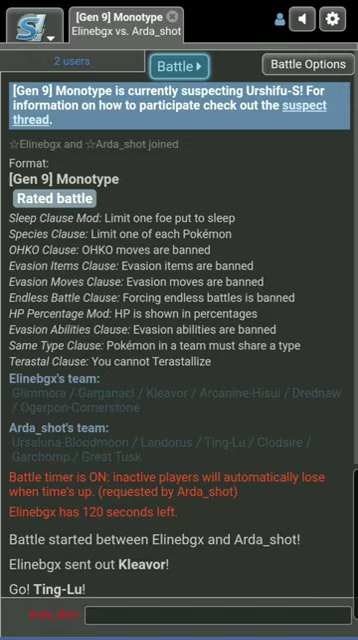 [Gen 9] Monotype
Elinebgx vs. Arda_shot
2 users
Battle
Battle Options
[Gen 9] Monotype is currently suspecting Urshifu-S! For
information on how to participate check out the suspect
thread.
☆Elinebgx and ☆Arda_shot joined
Format:
[Gen 9] Monotype
Rated battle
Sleep Clause Mod: Limit one foe put to sleep
Species Clause: Limit one of each Pokémon
OHKO Clause: OHKO moves are banned
Evasion Items Clause: Evasion items are banned
Evasion Moves Clause: Evasion moves are banned
Endless Battle Clause: Forcing endless battles is banned
HP Percentage Mod: HP is shown in percentages
Evasion Abilities Clause: Evasion abilities are banned
Same Type Clause: Pokémon in a team must share a type
Terastal Clause: You cannot Terastallize
Elinebgx's team:
Glimmora / Garganacl / Kleavor / Arcanine-Hisui / Drednaw
/ Ogerpon-Cornerstone
Arda_shot's team:
Ursaluna-Bloodmoon / Landorus / Ting-Lu / Clodsire /
Garchomp / Great Tusk
Battle timer is ON: inactive players will automatically lose
when time's up. (requested by Arda_shot)
Elinebgx has 120 seconds left.
Battle started between Elinebgx and Arda_shot!
Elinebgx sent out Kleavor!
Go! Ting-Lu!
Arda_shot: